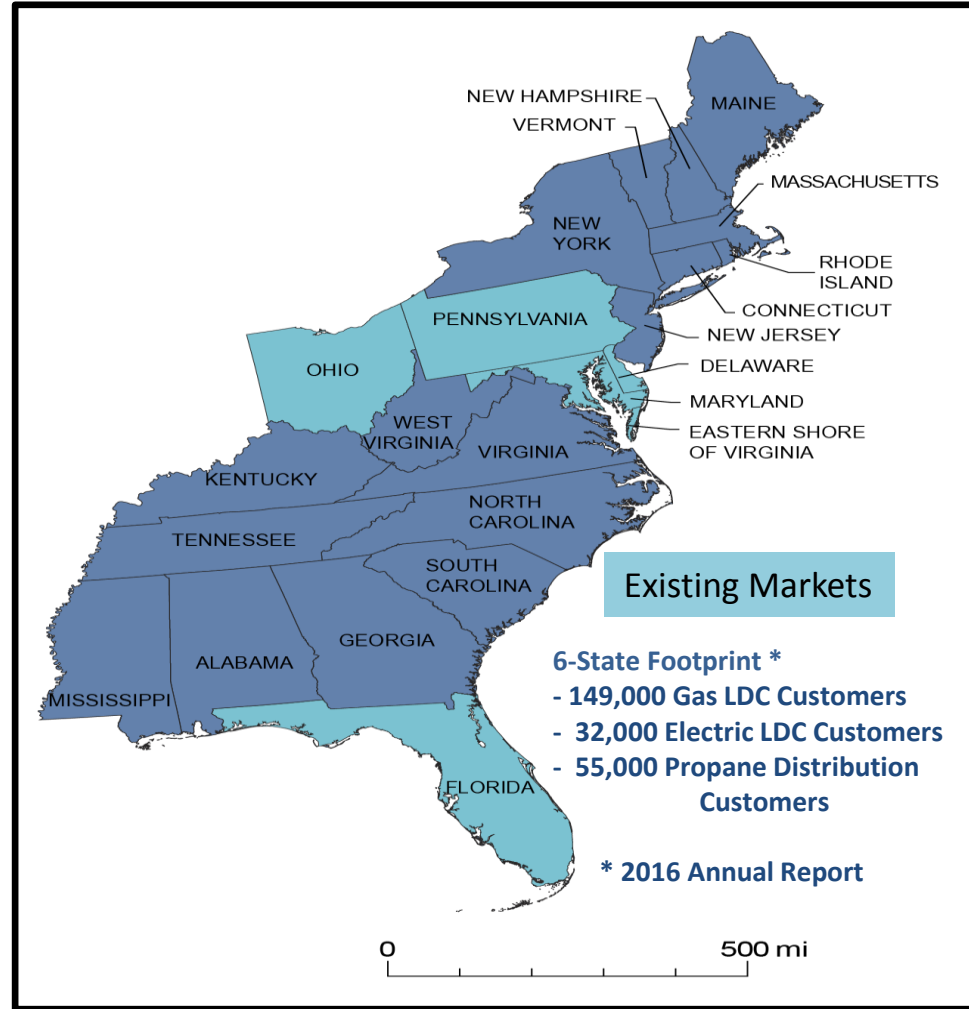 MAINE
NEW HAMPSHIRE
VERMONT
MASSACHUSETTS
NEW
YORK
RHODE
ISLAND
CONNECTICUT
PENNSYLVANIA
NEW JERSEY
OHIO
DELAWARE
MARYLAND
WEST
VIRGINIA
EASTERN SHORE
OF VIRGINIA
VIRGINIA
KENTUCKY
NORTH
CAROLINA
TENNESSEE
SOUTH
CAROLINA
GEORGIA
ALABAMA
MISSISSIPPI
FLORIDA
Existing Markets
6-State Footprint *
- 149,000 Gas LDC Customers
- 32,000 Electric LDC Customers
- 55,000 Propane Distribution
Customers
* 2016 Annual Report
0 500 mi